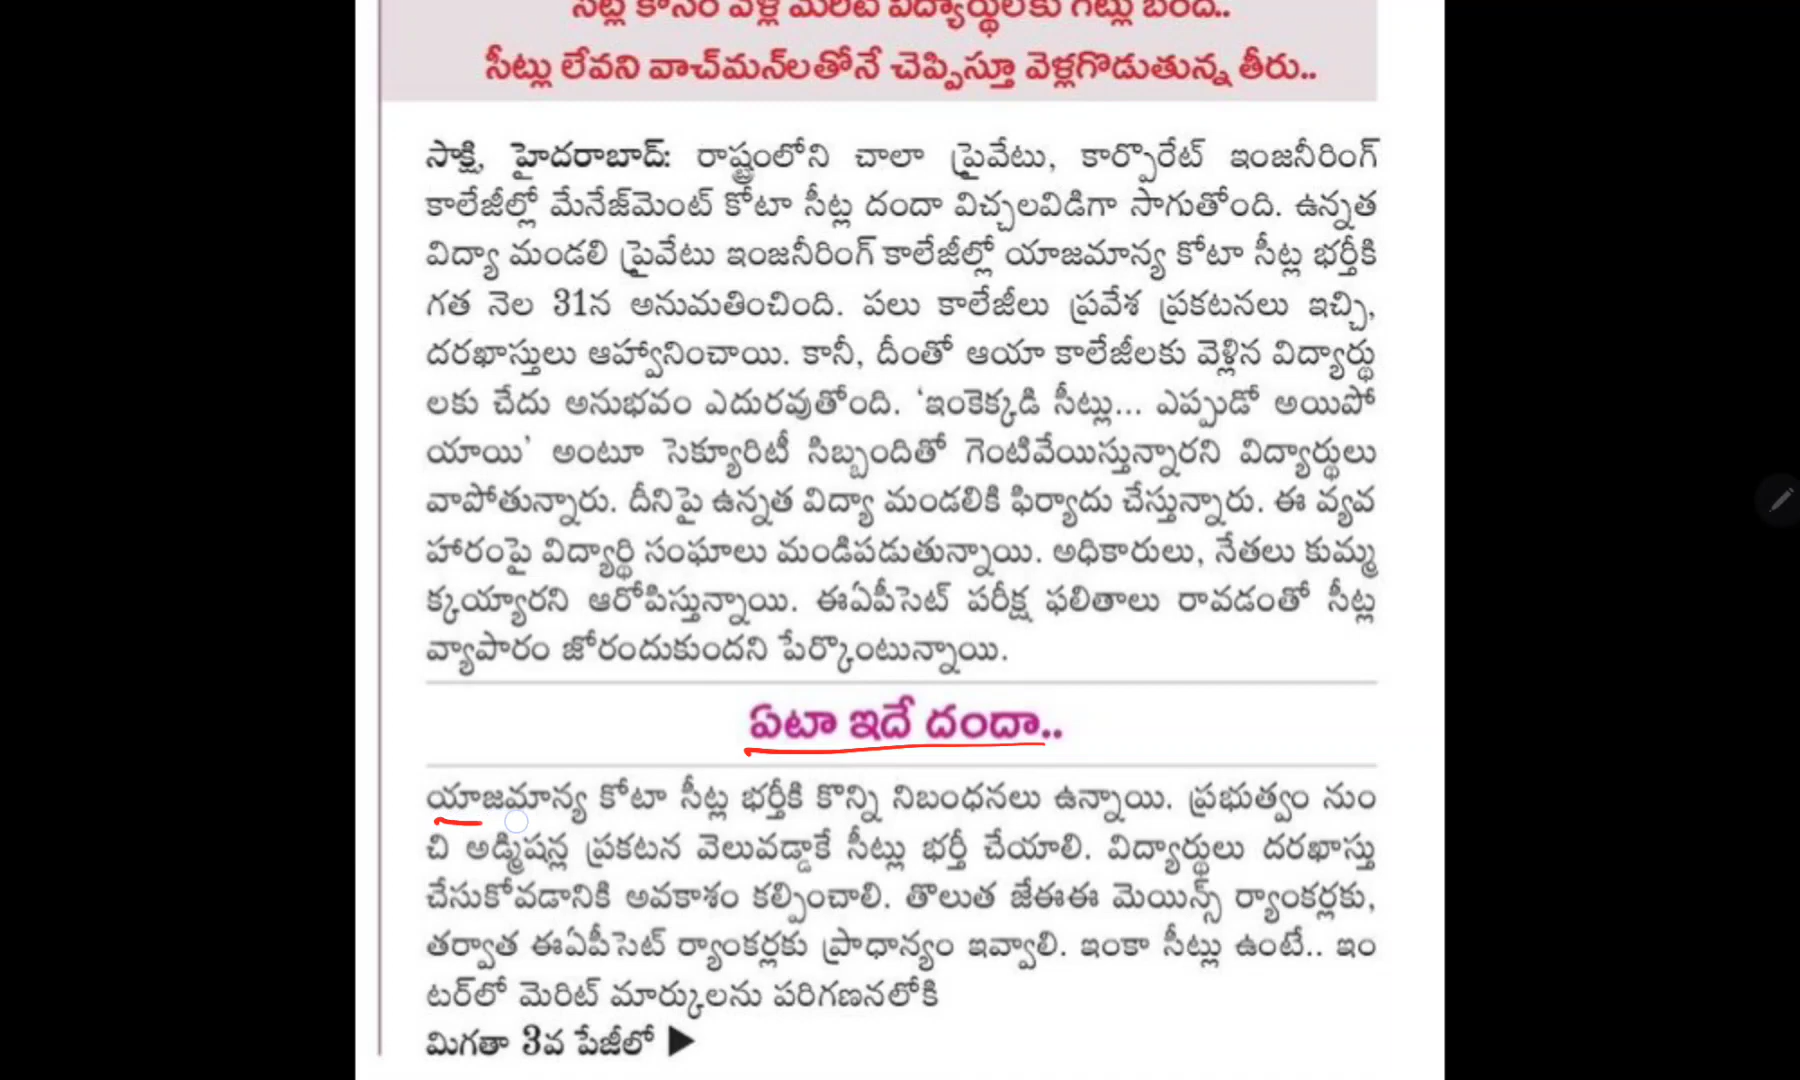 సీట్ల కోసం వెళ్లే మెరిట్ విద్యార్థులకు గేట్లు బంద్..
సీట్లు లేవని వాచ్‌మన్‌లతోనే చెప్పిస్తూ వెళ్లగొడుతున్న తీరు..
సాక్షి, హైదరాబాద్: రాష్ట్రంలోని చాలా ప్రైవేటు, కార్పొరేట్ ఇంజనీరింగ్
కాలేజీల్లో మేనేజ్‌మెంట్ కోటా సీట్ల దందా విచ్చలవిడిగా సాగుతోంది. ఉన్నత
విద్యా మండలి ప్రైవేటు ఇంజనీరింగ్ కాలేజీల్లో యాజమాన్య కోటా సీట్ల భర్తీకి
గత నెల 31న అనుమతించింది. పలు కాలేజీలు ప్రవేశ ప్రకటనలు ఇచ్చి,
దరఖాస్తులు ఆహ్వానించాయి. కానీ, దీంతో ఆయా కాలేజీలకు వెళ్లిన విద్యార్థు
లకు చేదు అనుభవం ఎదురవుతోంది. ‘ఇంకెక్కడి సీట్లు... ఎప్పుడో అయిపో
యాయి’ అంటూ సెక్యూరిటీ సిబ్బందితో గెంటివేయిస్తున్నారని విద్యార్థులు
వాపోతున్నారు. దీనిపై ఉన్నత విద్యా మండలికి ఫిర్యాదు చేస్తున్నారు. ఈ వ్యవ
హారంపై విద్యార్థి సంఘాలు మండిపడుతున్నాయి. అధికారులు, నేతలు కుమ్మ
క్కయ్యారని ఆరోపిస్తున్నాయి. ఈఏపీసెట్ పరీక్ష ఫలితాలు రావడంతో సీట్ల
వ్యాపారం జోరందుకుందని పేర్కొంటున్నాయి.
ఏటా ఇదే దందా..
యాజమాన్య కోటా సీట్ల భర్తీకి కొన్ని నిబంధనలు ఉన్నాయి. ప్రభుత్వం నుం
చి అడ్మిషన్ల ప్రకటన వెలువడ్డాకే సీట్లు భర్తీ చేయాలి. విద్యార్థులు దరఖాస్తు
చేసుకోవడానికి అవకాశం కల్పించాలి. తొలుత జేఈఈ మెయిన్స్ ర్యాంకర్లకు,
తర్వాత ఈఏపీసెట్ ర్యాంకర్లకు ప్రాధాన్యం ఇవ్వాలి. ఇంకా సీట్లు ఉంటే.. ఇం
టర్‌లో మెరిట్ మార్కులను పరిగణనలోకి
మిగతా 3వ పేజీలో ▶